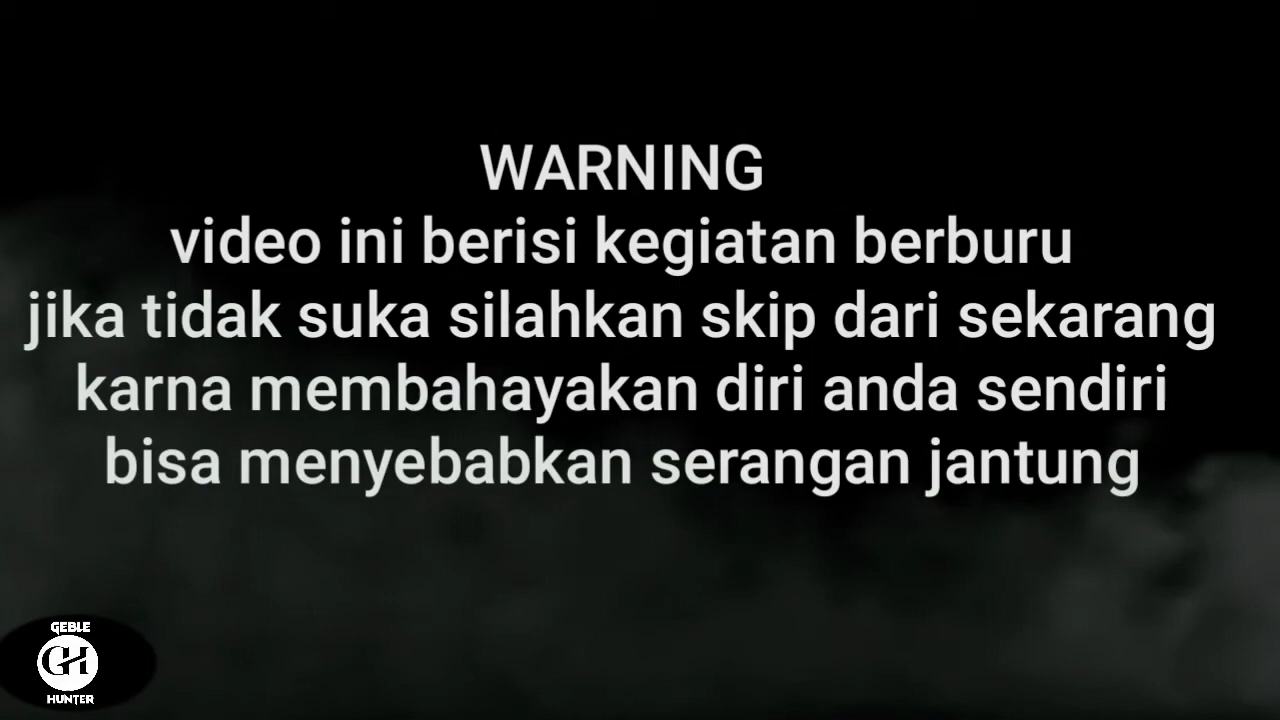 WARNING
video ini berisi kegiatan berburu
jika tidak suka silahkan skip dari sekarang
karna membahayakan diri anda sendiri
bisa menyebabkan serangan jantung
GEBLE
GH
HUNTER